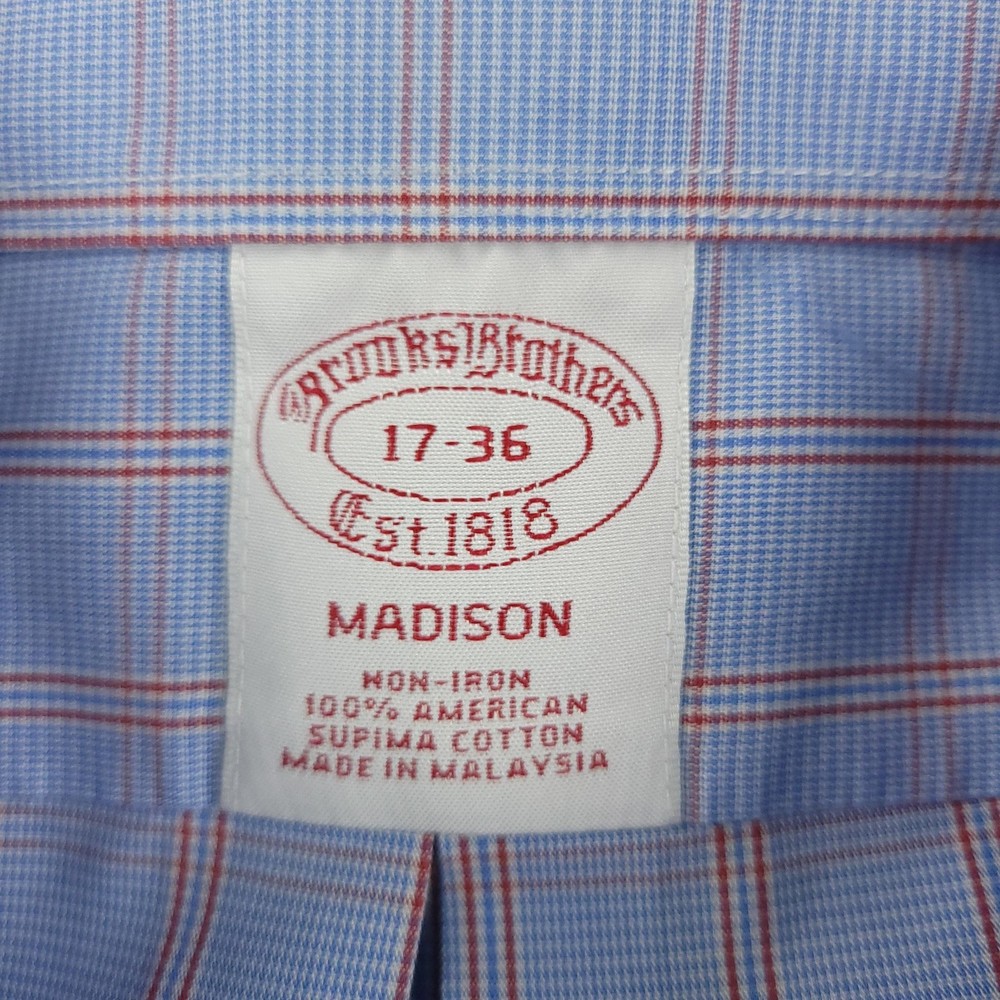 Brooks Brothers
17-36
Est. 1818
MADISON
NON-IRON
100% AMERICAN
SUPIMA COTTON
MADE IN MALAYSIA